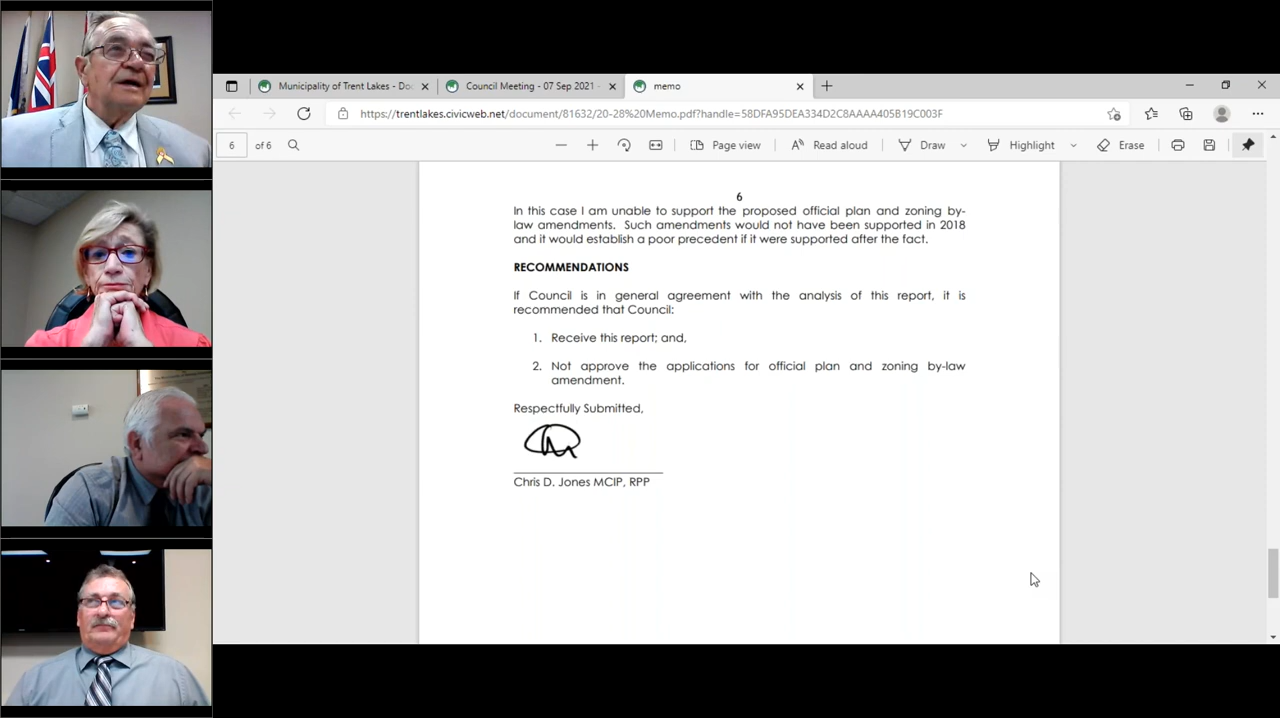 Municipality of Trent Lakes - Doc
Council Meeting - 07 Sep 2021
memo
https://trentlakes.civicweb.net/document/81632/20-28%20Memo.pdf?handle=58DFA95DEA334D2C8AAAA405B19C003F
6 of 6
Page view
Read aloud
Draw
Highlight
Erase
6
In this case I am unable to support the proposed official plan and zoning by-
law amendments. Such amendments would not have been supported in 2018
and it would establish a poor precedent if it were supported after the fact.
RECOMMENDATIONS
If Council is in general agreement with the analysis of this report, it is
recommended that Council:
1. Receive this report; and,
2. Not approve the applications for official plan and zoning by-law
amendment.
Respectfully Submitted,
Chris D. Jones MCIP, RPP